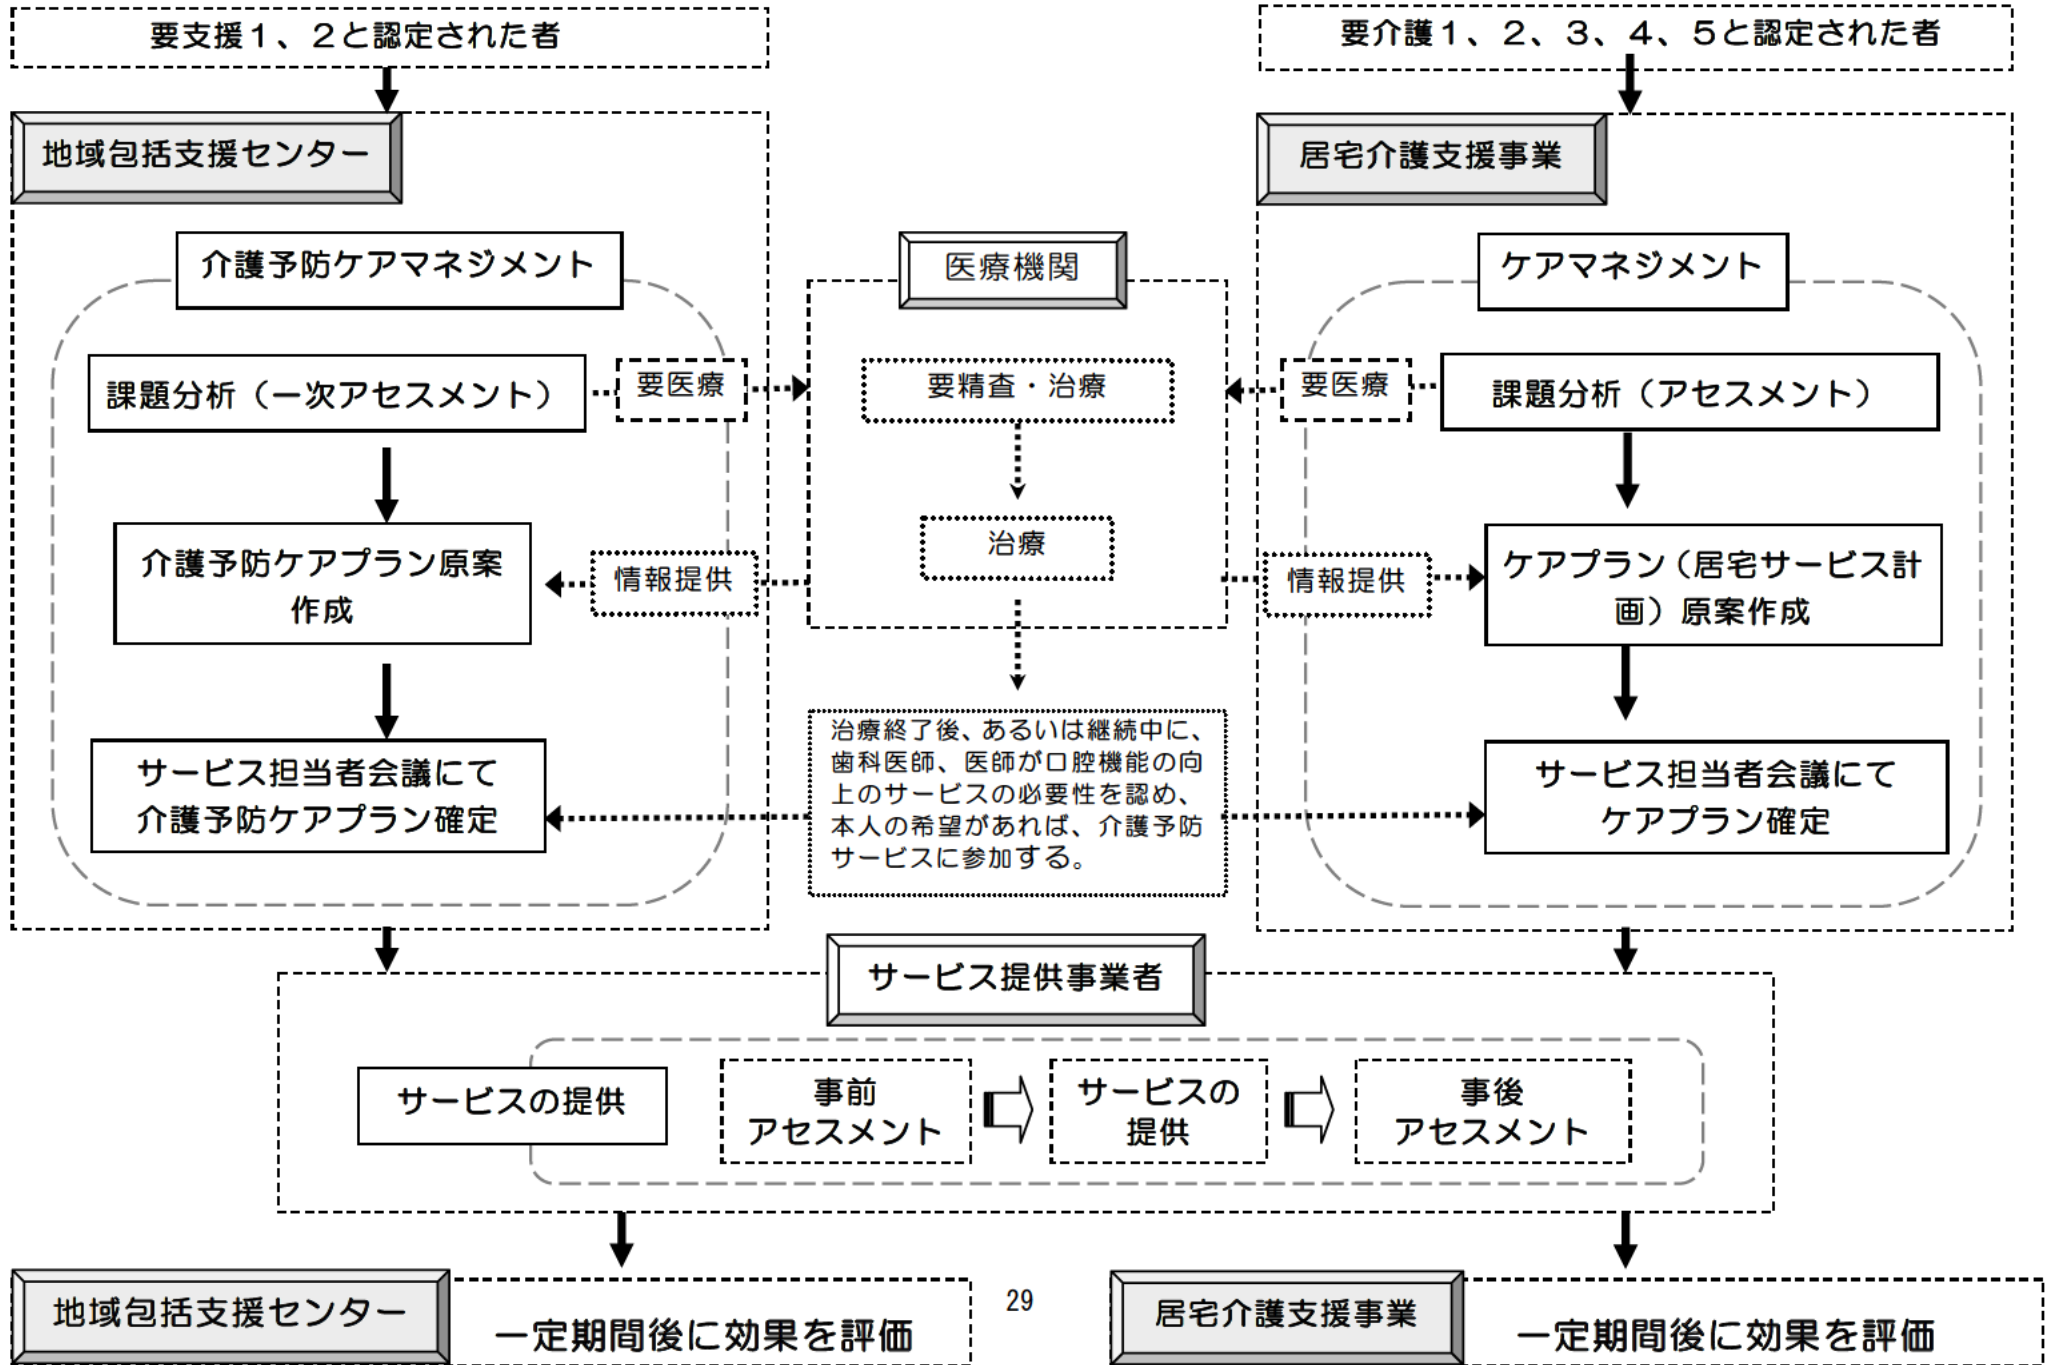 要支援１、２と認定された者
要介護１、２、３、４、５と認定された者
地域包括支援センター
居宅介護支援事業
介護予防ケアマネジメント
医療機関
ケアマネジメント
課題分析（一次アセスメント）
要医療
要精査・治療
要医療
課題分析（アセスメント）
介護予防ケアプラン原案
作成
情報提供
治療
情報提供
ケアプラン（居宅サービス計
画）原案作成
サービス担当者会議にて
介護予防ケアプラン確定
治療終了後、あるいは継続中に、
歯科医師、医師が口腔機能の向
上のサービスの必要性を認め、
本人の希望があれば、介護予防
サービスに参加する。
サービス担当者会議にて
ケアプラン確定
サービス提供事業者
サービスの提供
事前
アセスメント
サービスの
提供
事後
アセスメント
地域包括支援センター
一定期間後に効果を評価
29
居宅介護支援事業
一定期間後に効果を評価